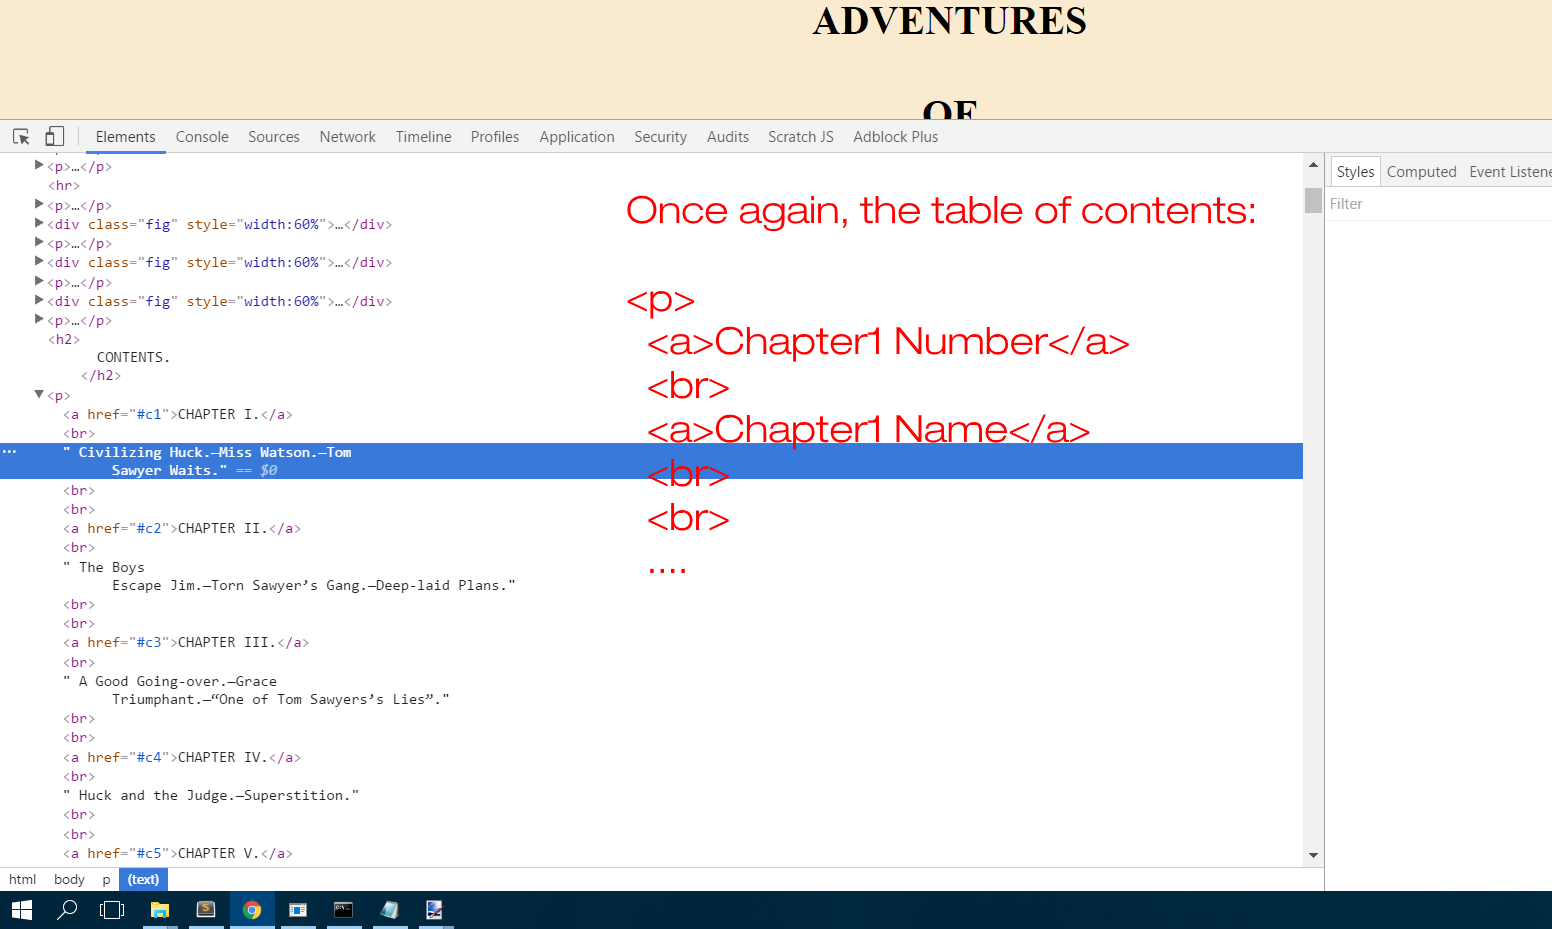 ADVENTURES
OF
Elements Console Sources Network Timeline Profiles Application Security Audits Scratch JS Adblock Plus
<p>…</p>
<hr>
<p>…</p>
<div class="fig" style="width:60%">…</div>
<p>…</p>
<div class="fig" style="width:60%">…</div>
<p>…</p>
<div class="fig" style="width:60%">…</div>
<p>…</p>
<h2>
CONTENTS.
</h2>
<p>
<a href="#c1">CHAPTER I.</a>
<br>
" Civilizing Huck.—Miss Watson.—Tom
Sawyer Waits." == $0
<br>
<br>
<a href="#c2">CHAPTER II.</a>
<br>
" The Boys
Escape Jim.—Torn Sawyer’s Gang.—Deep-laid Plans."
<br>
<br>
<a href="#c3">CHAPTER III.</a>
<br>
" A Good Going-over.—Grace
Triumphant.—“One of Tom Sawyers’s Lies”."
<br>
<br>
<a href="#c4">CHAPTER IV.</a>
<br>
" Huck and the Judge.—Superstition."
<br>
<br>
<a href="#c5">CHAPTER V.</a>
html body p (text)
Once again, the table of contents:
<p>
<a>Chapter1 Number</a>
<br>
<a>Chapter1 Name</a>
<br>
<br>
....
Styles Computed Event Listene
Filter